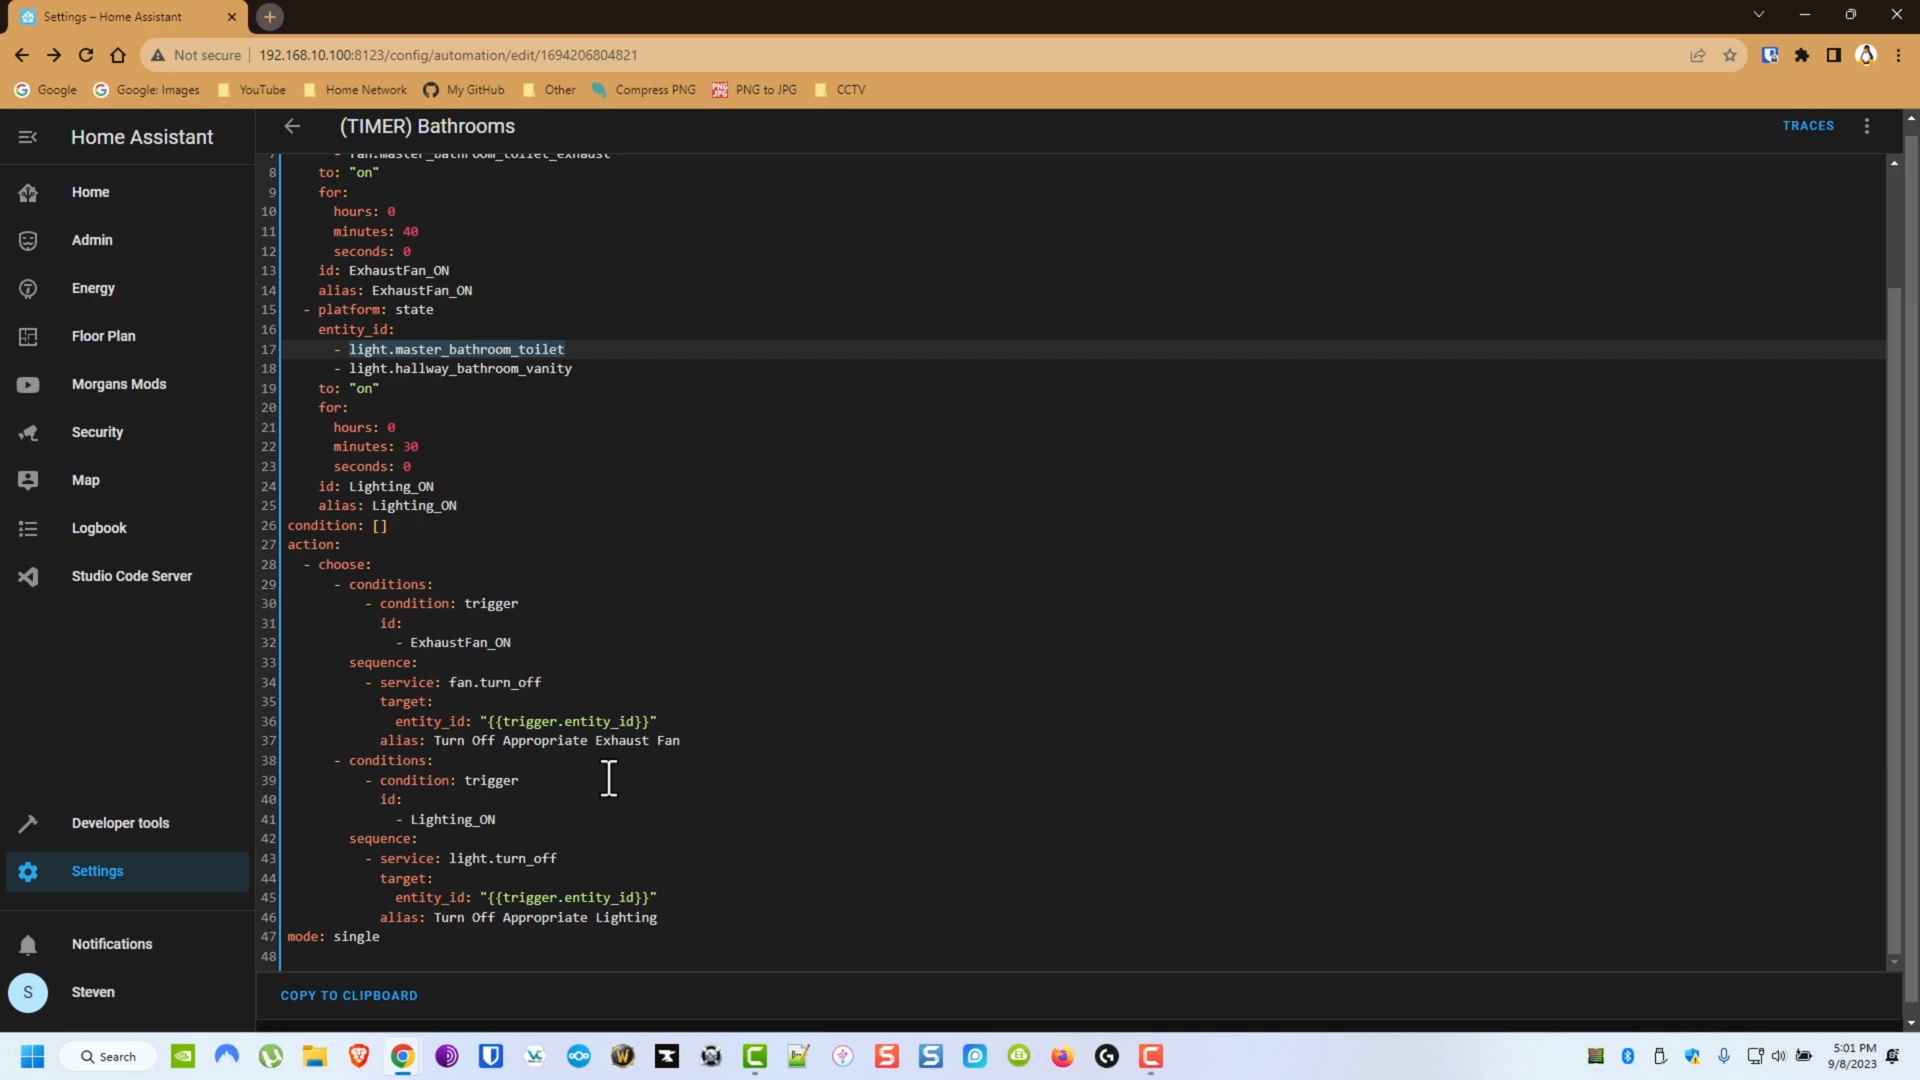 Settings – Home Assistant
Not secure
192.168.10.100:8123/config/automation/edit/1694206804821
Google
Google: Images
YouTube
Home Network
My GitHub
Other
Compress PNG
PNG to JPG
CCTV
Home Assistant
(TIMER) Bathrooms
TRACES
Home
Admin
Energy
Floor Plan
Morgans Mods
Security
Map
Logbook
Studio Code Server
Developer tools
Settings
Notifications
S
Steven
7 - fan.master_bathroom_toilet_exhaust
8 to: "on"
9 for:
10 hours: 0
11 minutes: 40
12 seconds: 0
13 id: ExhaustFan_ON
14 alias: ExhaustFan_ON
15 - platform: state
16 entity_id:
17 - light.master_bathroom_toilet
18 - light.hallway_bathroom_vanity
19 to: "on"
20 for:
21 hours: 0
22 minutes: 30
23 seconds: 0
24 id: Lighting_ON
25 alias: Lighting_ON
26 condition: []
27 action:
28 - choose:
29 - conditions:
30 - condition: trigger
31 id:
32 - ExhaustFan_ON
33 sequence:
34 - service: fan.turn_off
35 target:
36 entity_id: "{{trigger.entity_id}}"
37 alias: Turn Off Appropriate Exhaust Fan
38 - conditions:
39 - condition: trigger
40 id:
41 - Lighting_ON
42 sequence:
43 - service: light.turn_off
44 target:
45 entity_id: "{{trigger.entity_id}}"
46 alias: Turn Off Appropriate Lighting
47 mode: single
48
COPY TO CLIPBOARD
Search
5:01 PM
9/8/2023